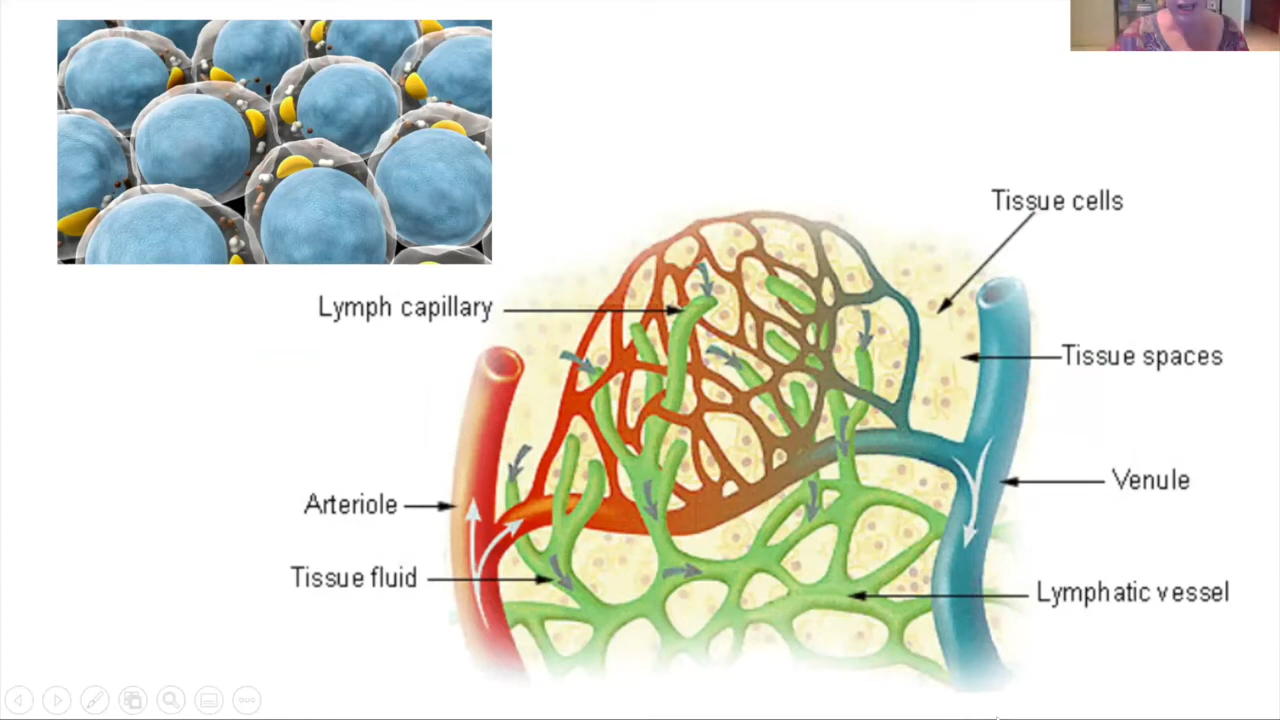 Tissue cells
Lymph capillary
Tissue spaces
Venule
Arteriole
Tissue fluid
Lymphatic vessel